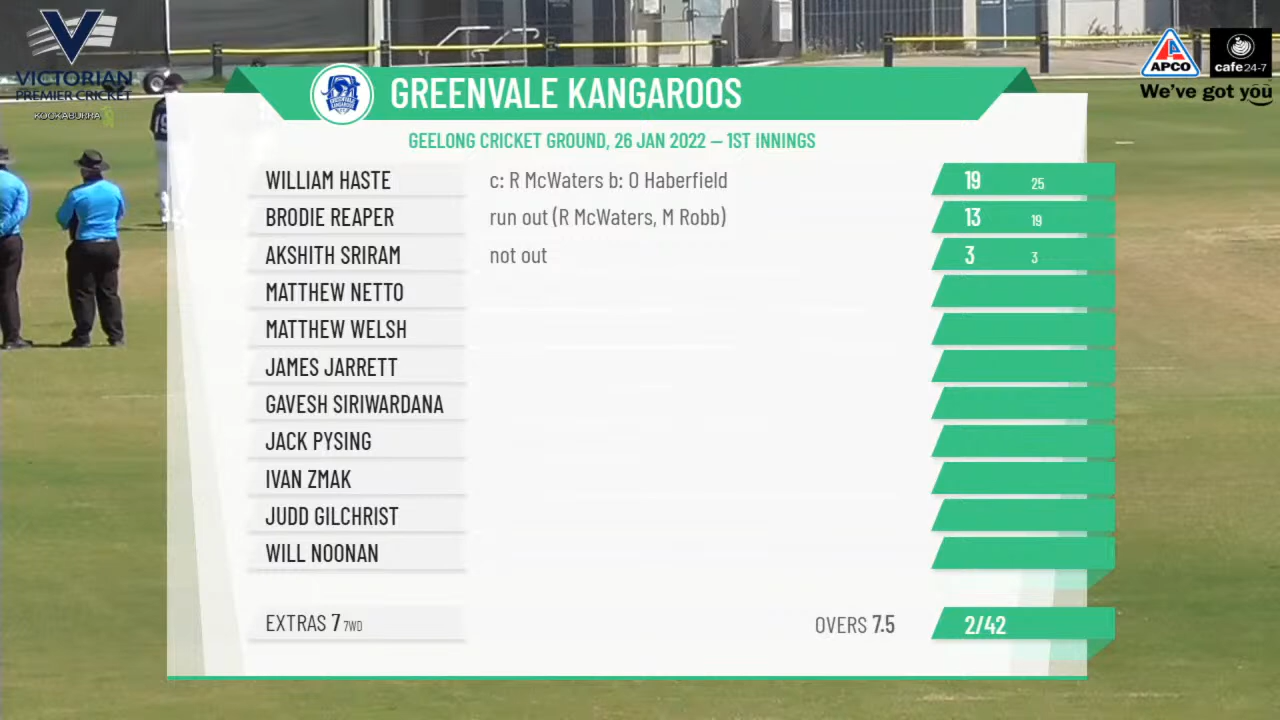 VICTORIAN
PREMIER CRICKET
KOOKABURRA
APCO
cafe24-7
We've got you
GREENVALE KANGAROOS
GEELONG CRICKET GROUND, 26 JAN 2022 – 1ST INNINGS
WILLIAM HASTE c: R McWaters b: O Haberfield 19 25
BRODIE REAPER run out (R McWaters, M Robb) 13 19
AKSHITH SRIRAM not out 3 3
MATTHEW NETTO
MATTHEW WELSH
JAMES JARRETT
GAVESH SIRIWARDANA
JACK PYSING
IVAN ZMAK
JUDD GILCHRIST
WILL NOONAN
EXTRAS 7 7WD OVERS 7.5 2/42